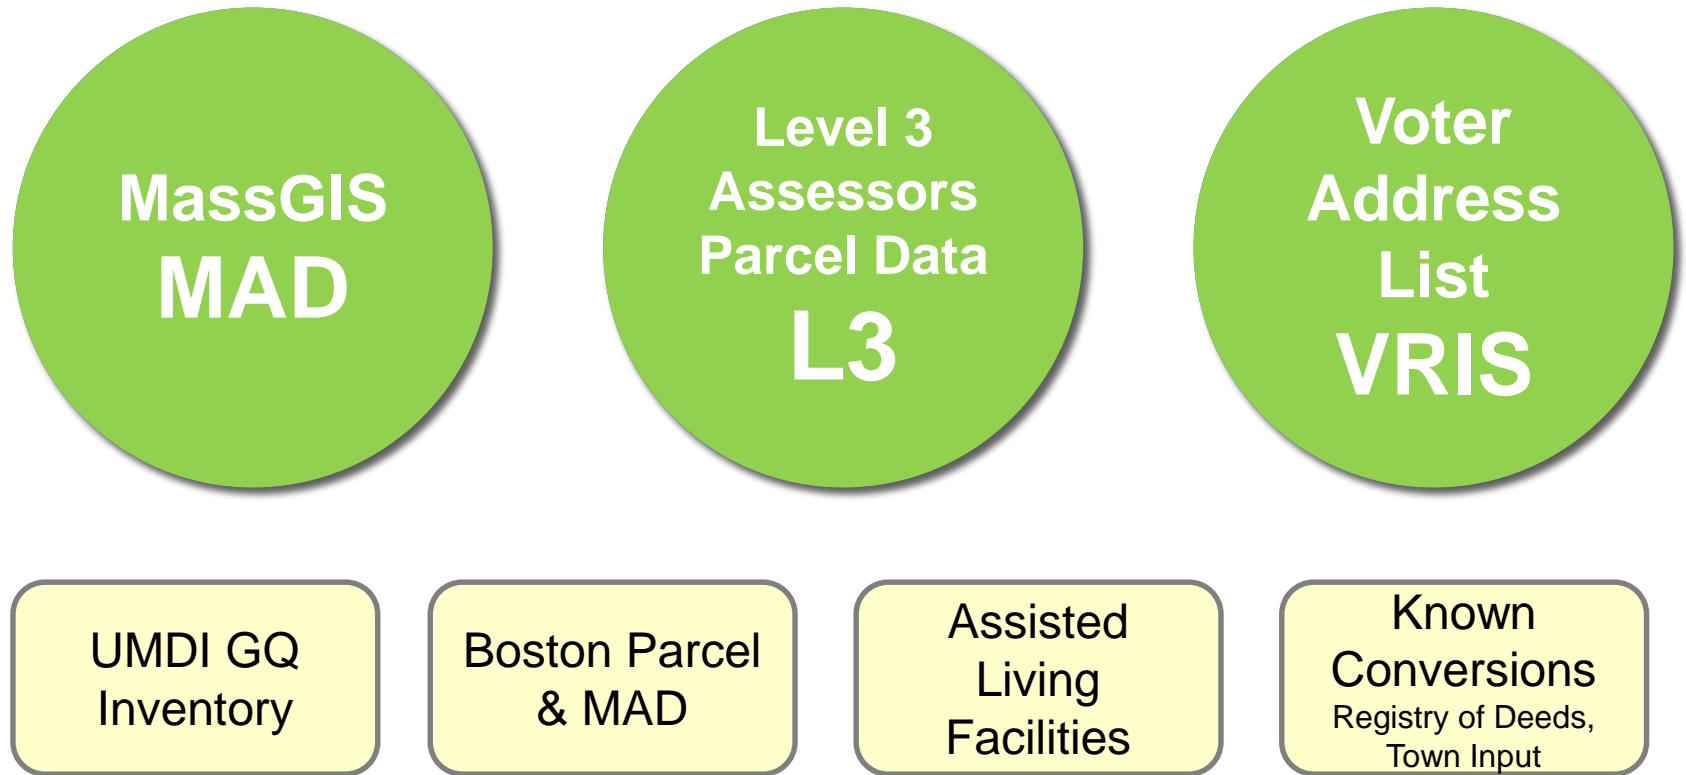 MassGIS
MAD
Level 3
Assessors
Parcel Data
L3
Voter
Address
List
VRIS
UMDI GQ
Inventory
Boston Parcel
& MAD
Assisted
Living
Facilities
Known
Conversions
Registry of Deeds,
Town Input